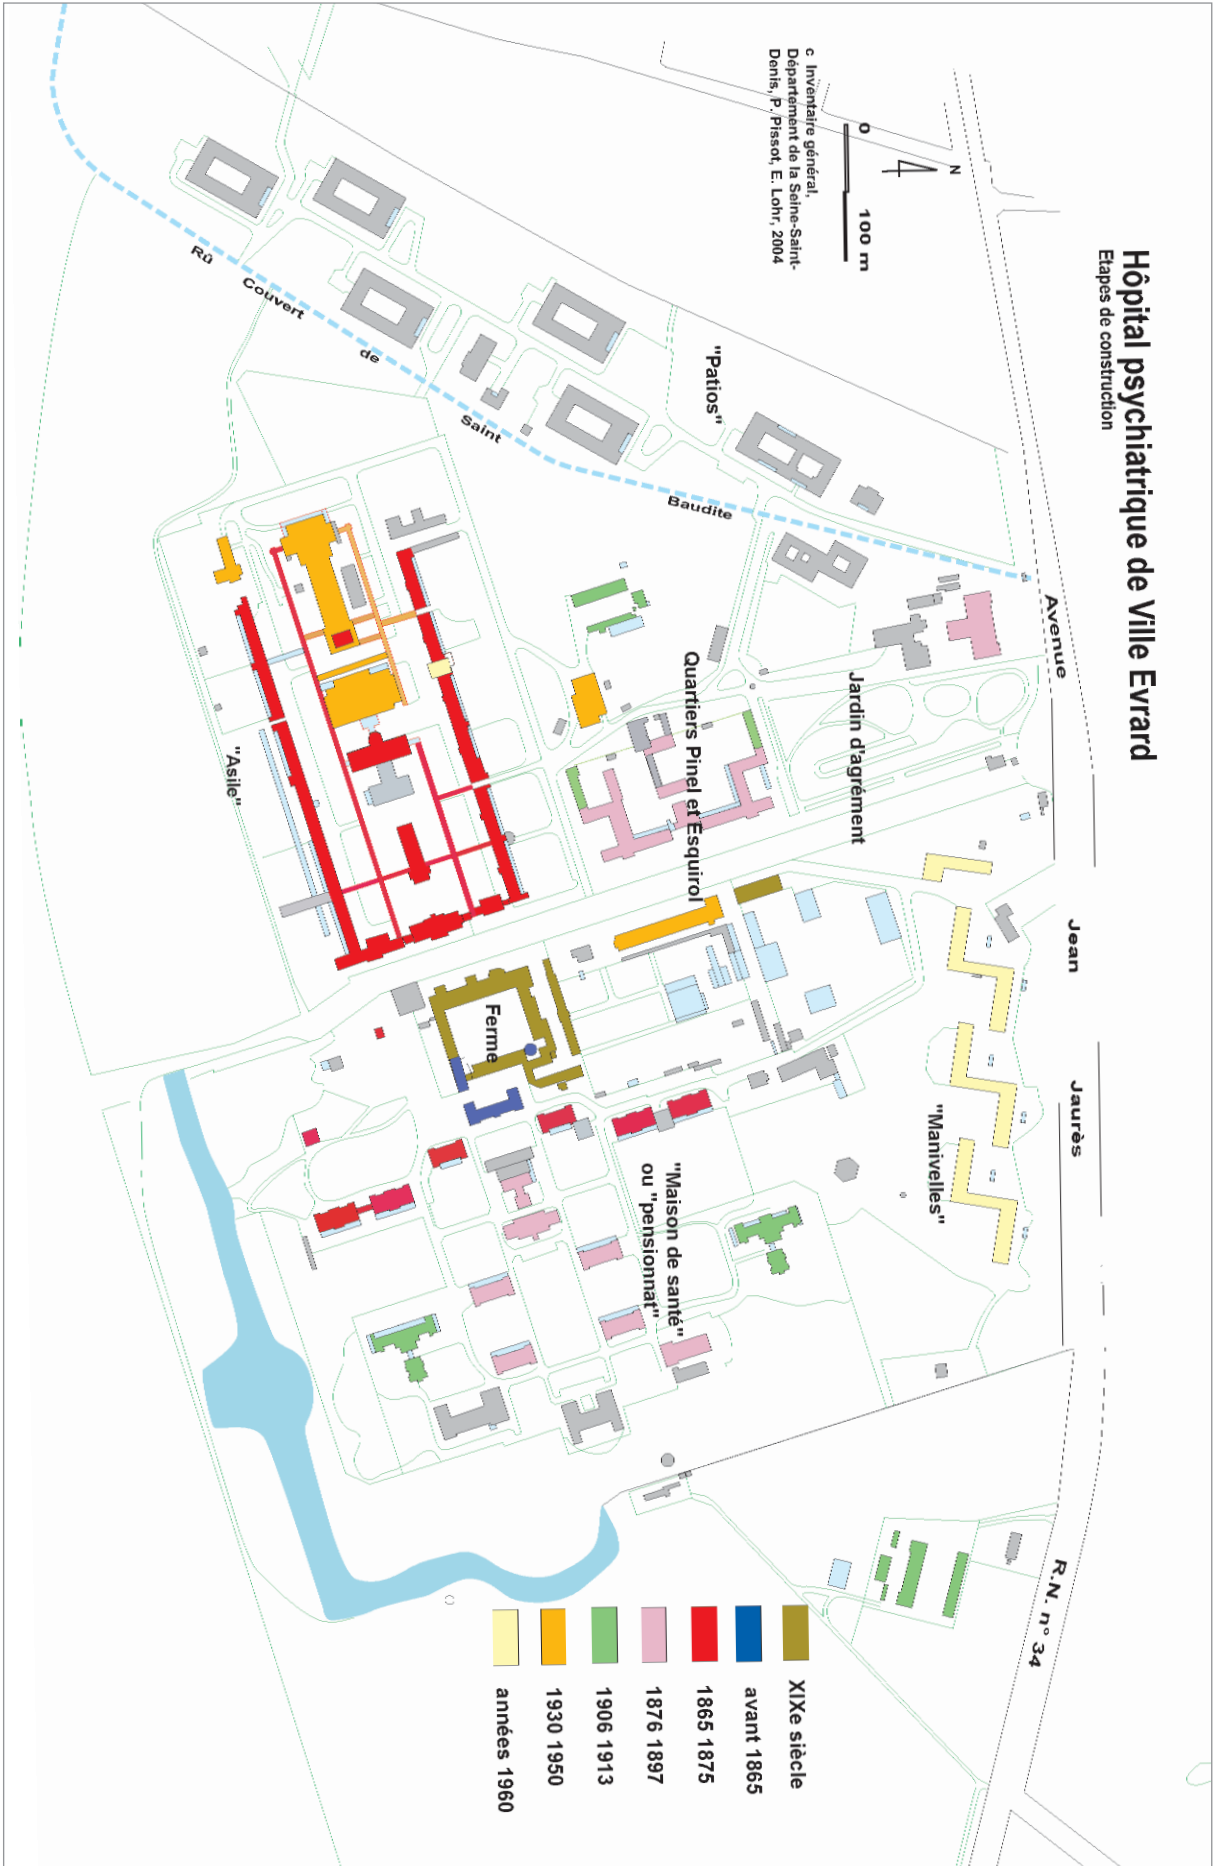 Hôpital psychiatrique de Ville Evrard
Etapes de construction
N
0 100 m
c Inventaire général,
Département de la Seine-Saint-
Denis, P. Pissot, E. Lohr, 2004
Avenue
Jean
Jaurès
R.N. n° 34
"Patios"
Rû
Couvert
de
Saint
Baudite
Jardin d'agrément
Quartiers Pinel et Esquirol
"Manivelles"
"Asile"
Ferme
"Maison de santé"
ou "pensionnat"
XIXe siècle
avant 1865
1865 1875
1876 1897
1906 1913
1930 1950
années 1960